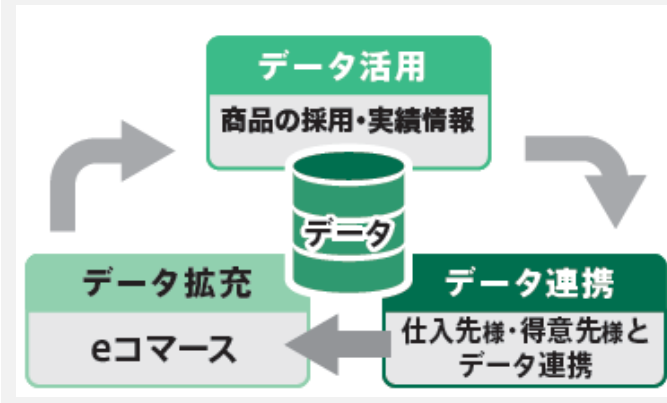 データ活用
商品の採用・実績情報
データ
データ拡充
eコマース
データ連携
仕入先様・得意先様と
データ連携